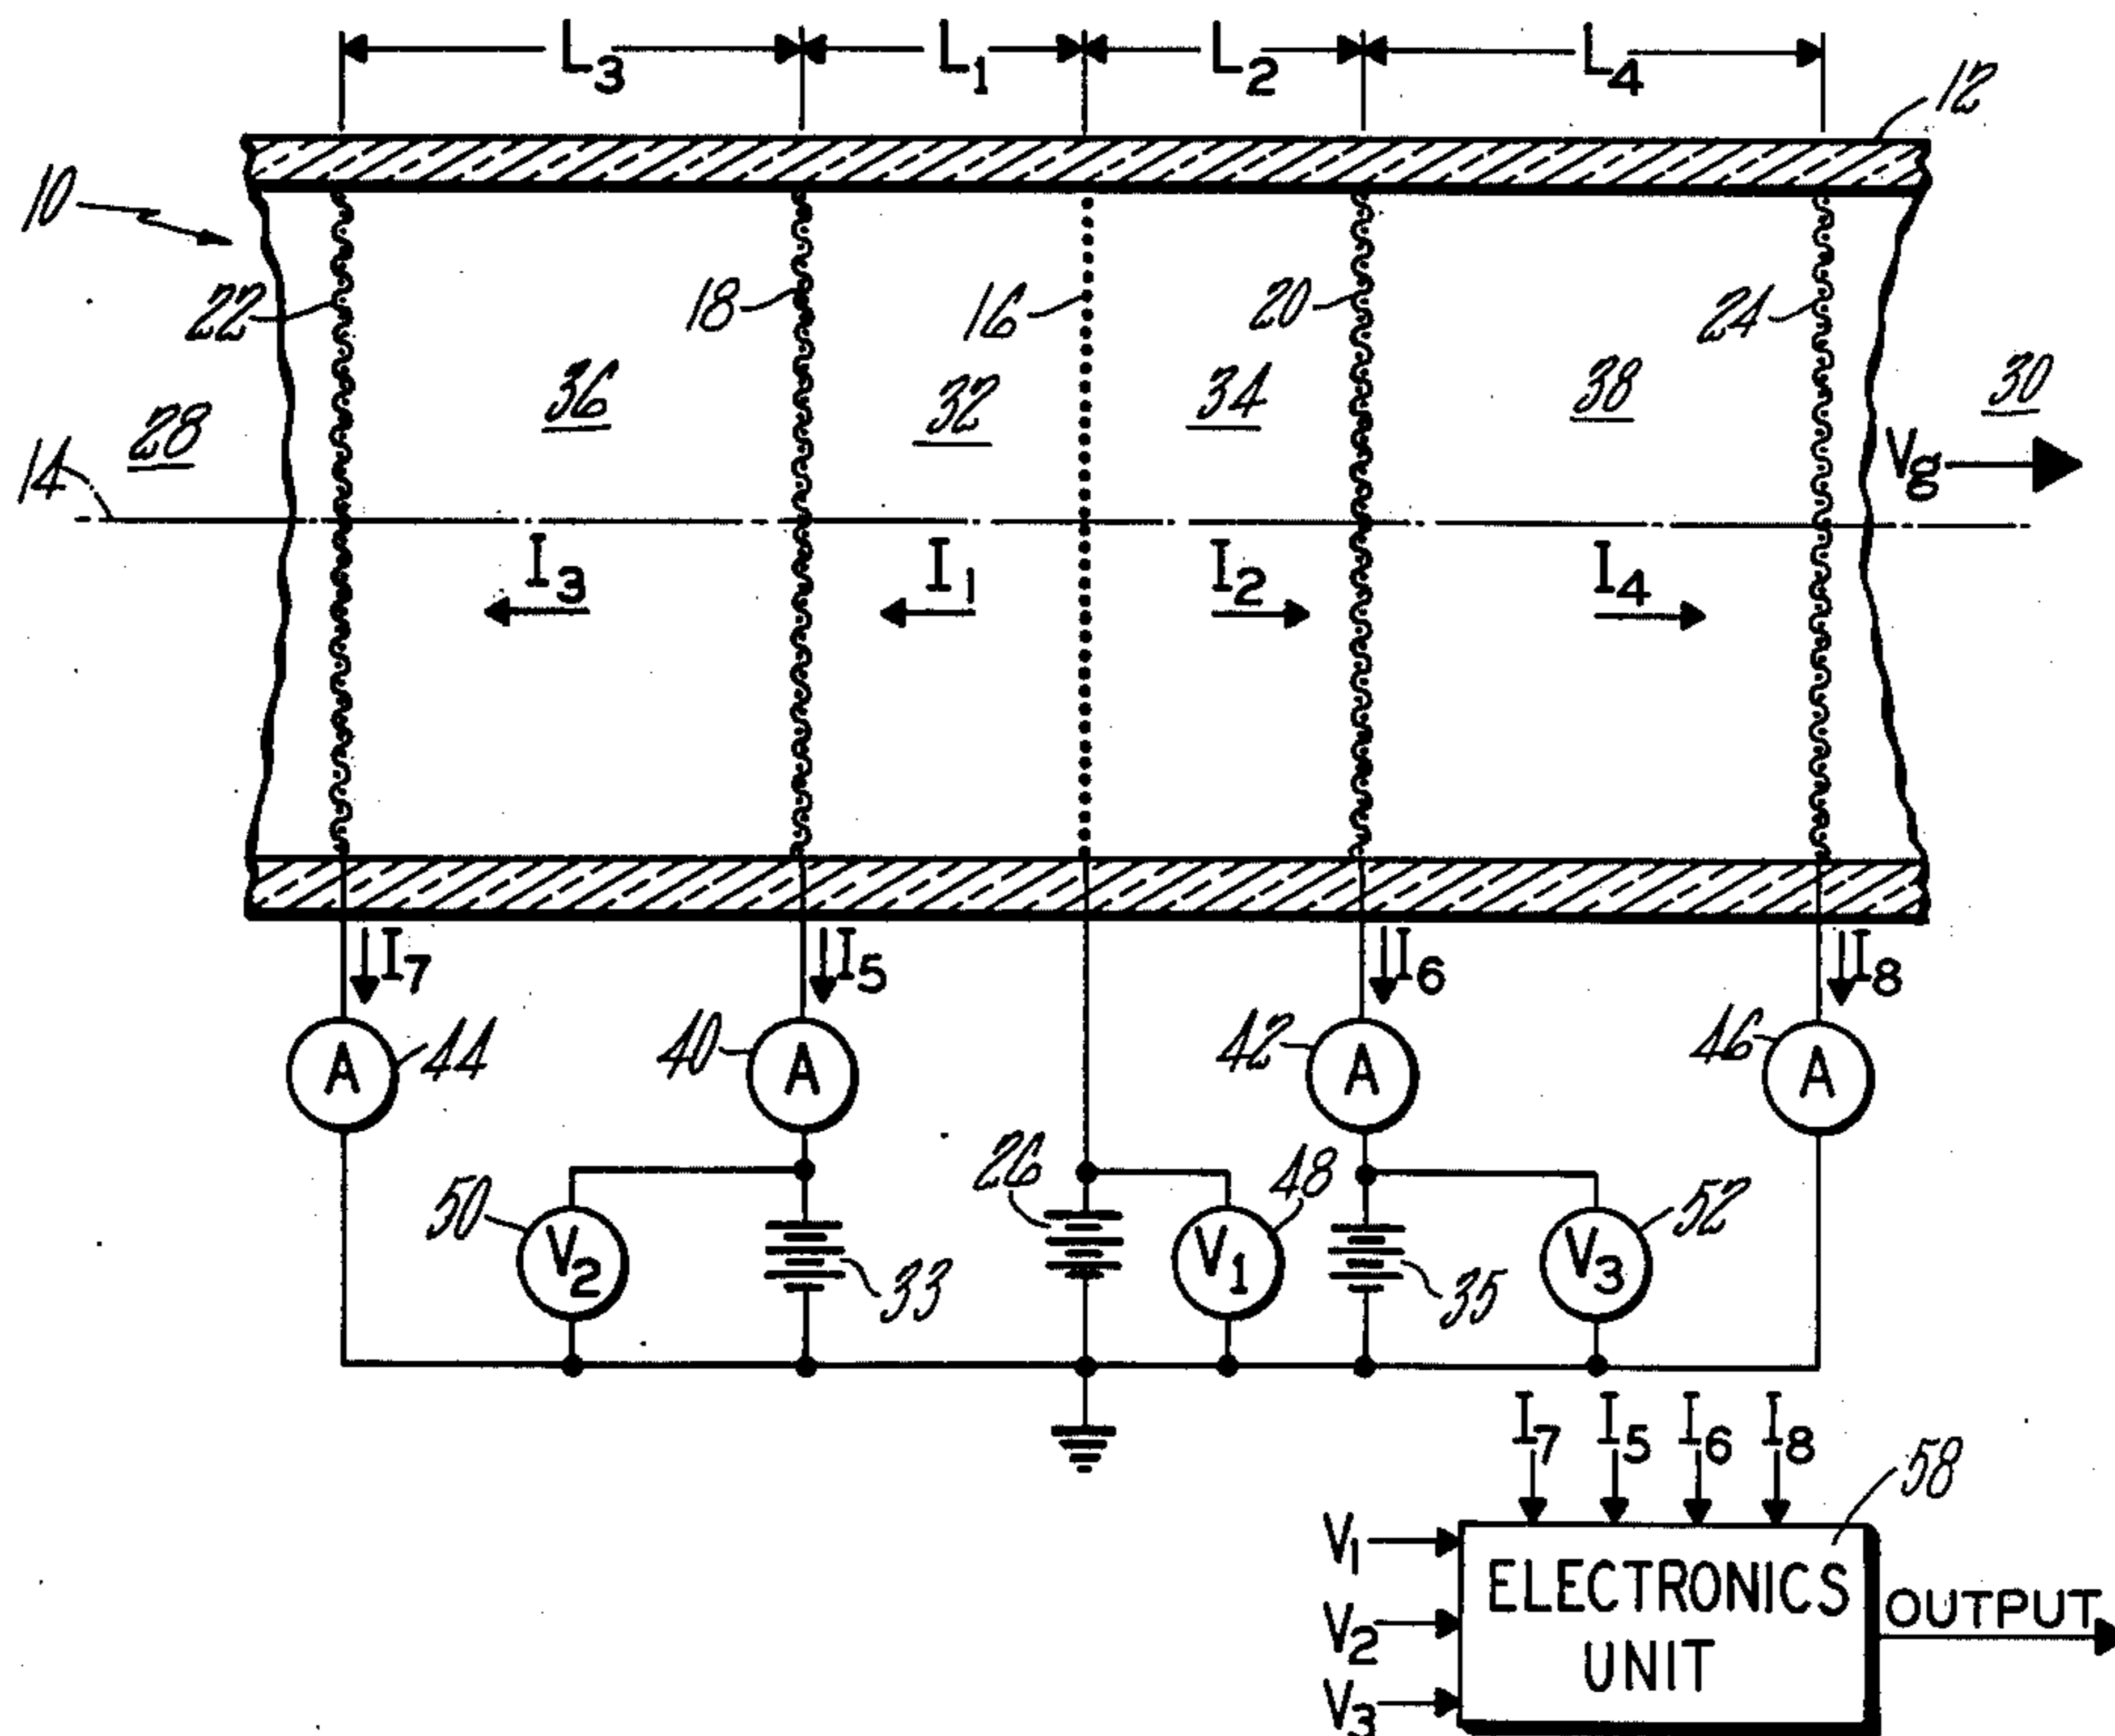 L3 L1 L2 L4
12
10
22 18 16 20 24
36 32 34 38 30
28
14
Vg
I3 I1 I2 I4
I7 I5 I6 I8
A 44 40 A 42 A 46 A
50 V2 33 26 V1 48 35 V3 52
I7 I5 I6 I8
58
V1
V2
V3
ELECTRONICS
UNIT
OUTPUT